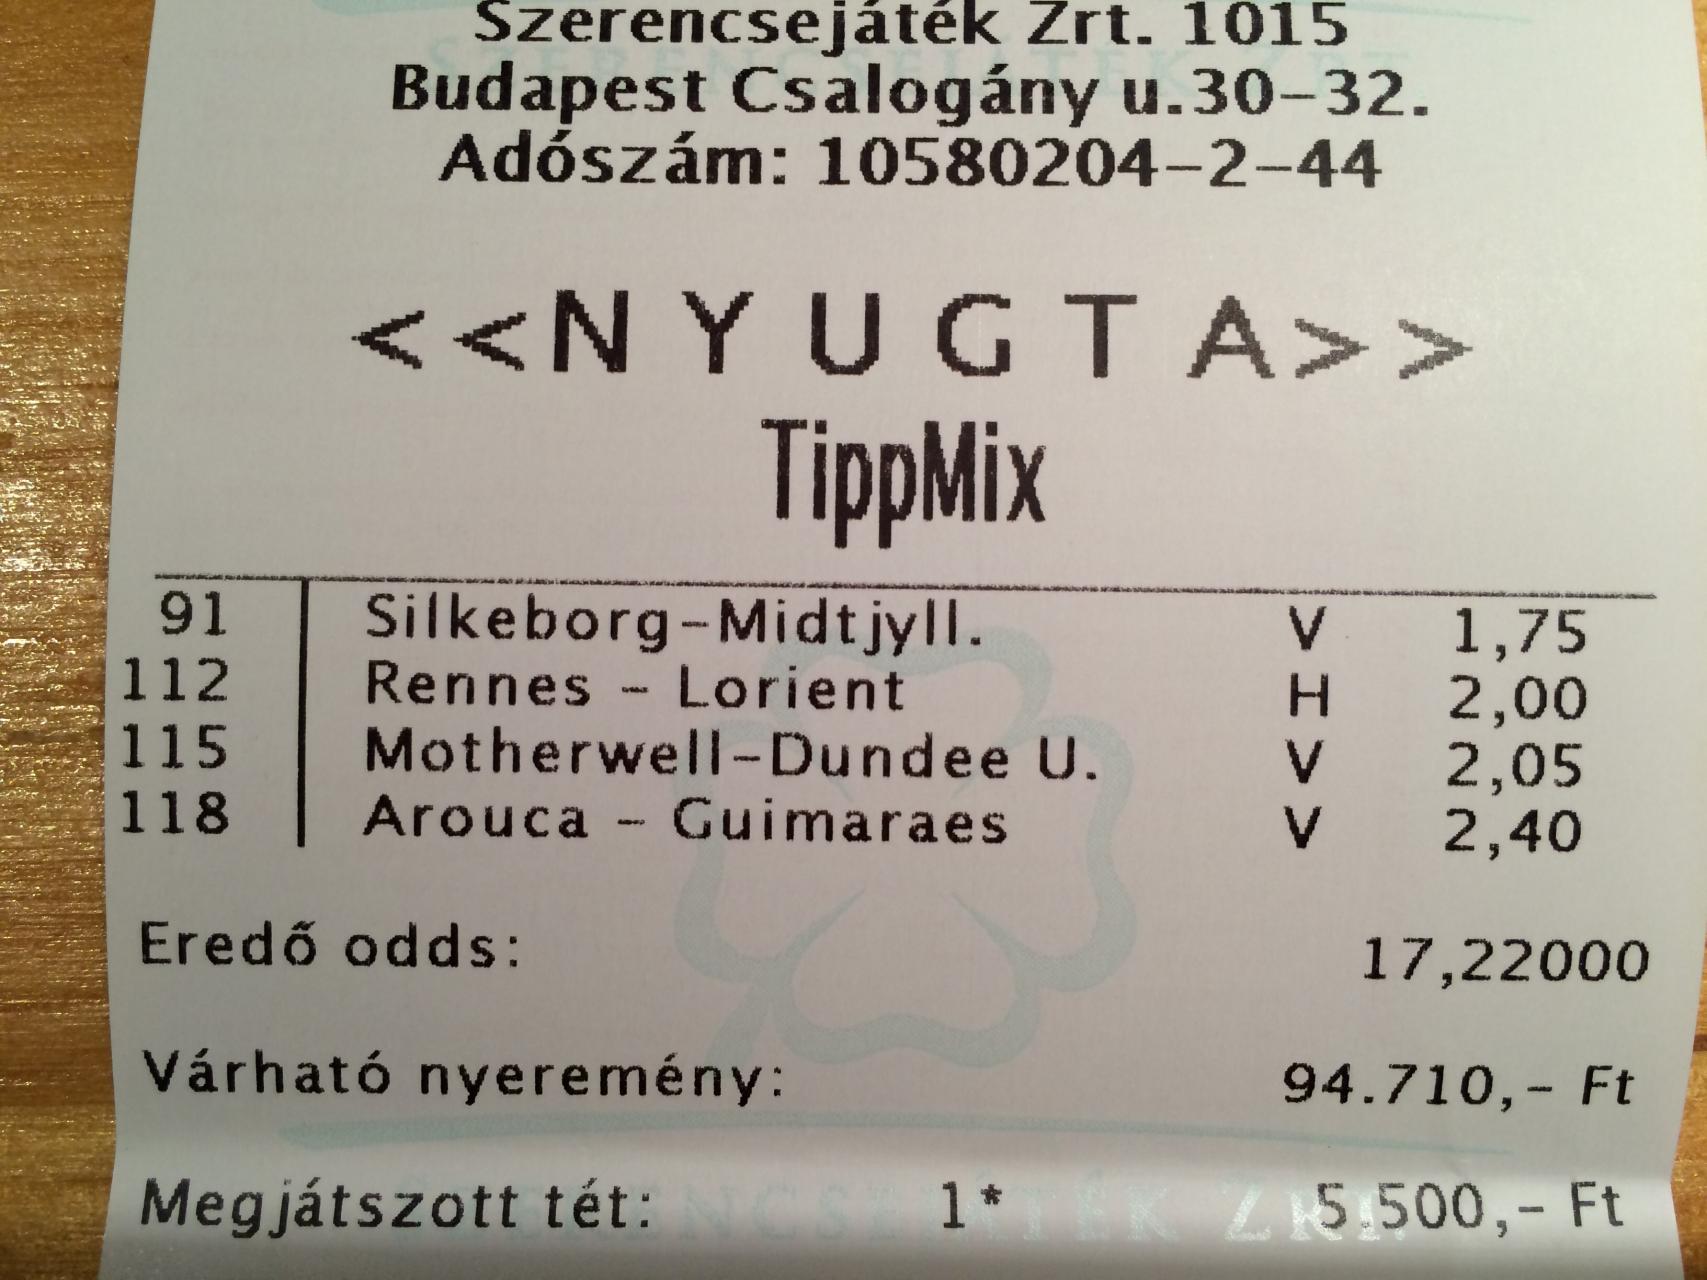 Szerencsejáték Zrt. 1015
Budapest Csalogány u.30-32.
Adószám: 10580204-2-44
<<NYUGTA>>
TippMix
91 Silkeborg-Midtjyll. V 1,75
112 Rennes - Lorient H 2,00
115 Motherwell-Dundee U. V 2,05
118 Arouca - Guimaraes V 2,40
Eredő odds: 17,22000
Várható nyeremény: 94.710,- Ft
Megjátszott tét: 1* 5.500,- Ft
SZERENCSEJÁTÉK ZRT.